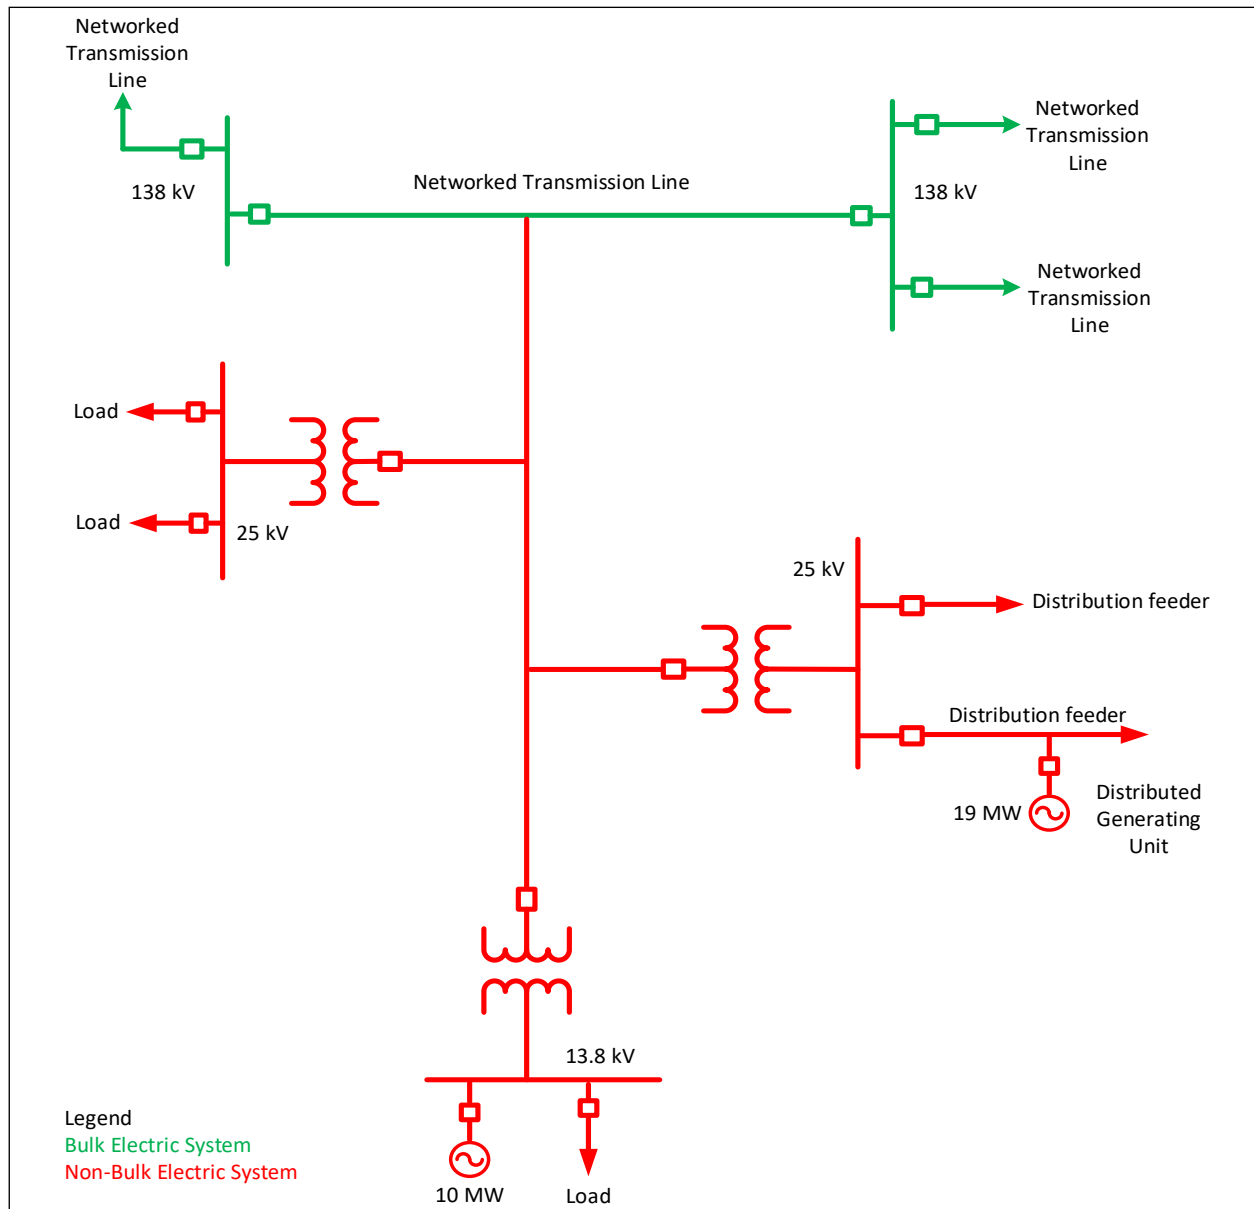 Networked
Transmission
Line
138 kV
Networked Transmission Line
Networked
Transmission
Line
138 kV
Networked
Transmission
Line
Load
Load
25 kV
25 kV
Distribution feeder
Distribution feeder
19 MW
Distributed
Generating
Unit
13.8 kV
10 MW
Load
Legend
Bulk Electric System
Non-Bulk Electric System